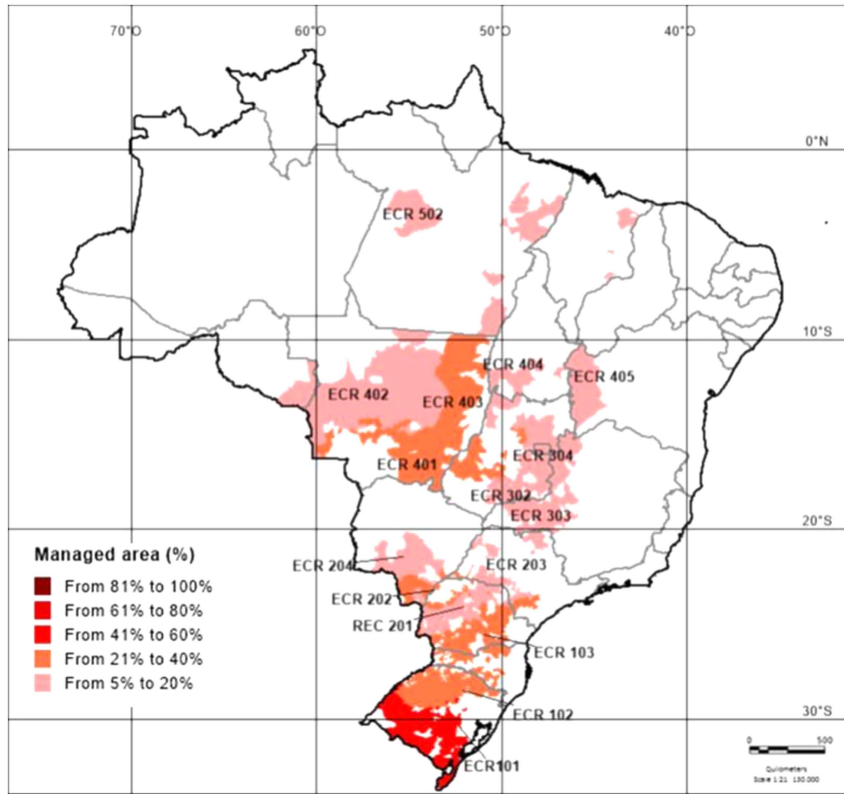 70°O 60°O 50°O 40°O
0°N
ECR 502
10°S
ECR 404
ECR 405
ECR 402
ECR 403
ECR 304
ECR 401
ECR 302
ECR 303
20°S
Managed area (%)
From 81% to 100%
From 61% to 80%
From 41% to 60%
From 21% to 40%
From 5% to 20%
ECR 204
ECR 203
ECR 202
REC 201
ECR 103
ECR 102
30°S
ECR101
0 500
Quilometers